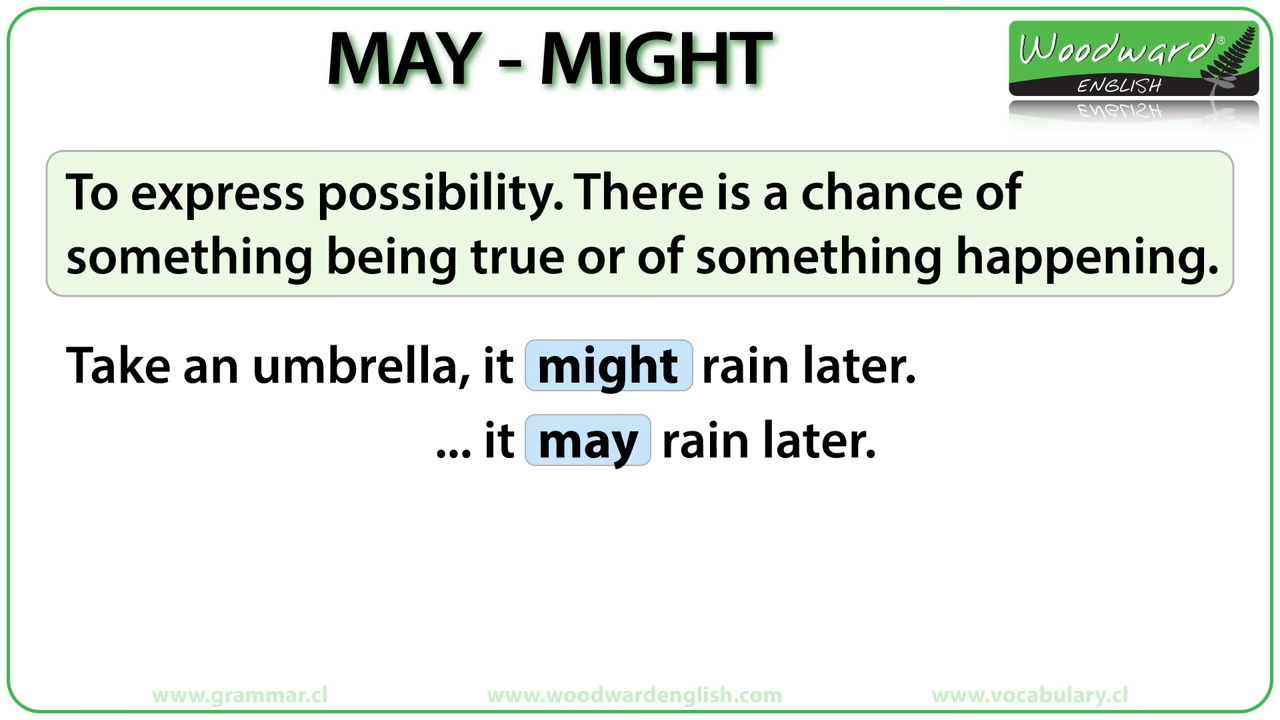 MAY - MIGHT
Woodward®
ENGLISH
To express possibility. There is a chance of
something being true or of something happening.
Take an umbrella, it might rain later.
... it may rain later.
www.grammar.cl
www.woodwardenglish.com
www.vocabulary.cl